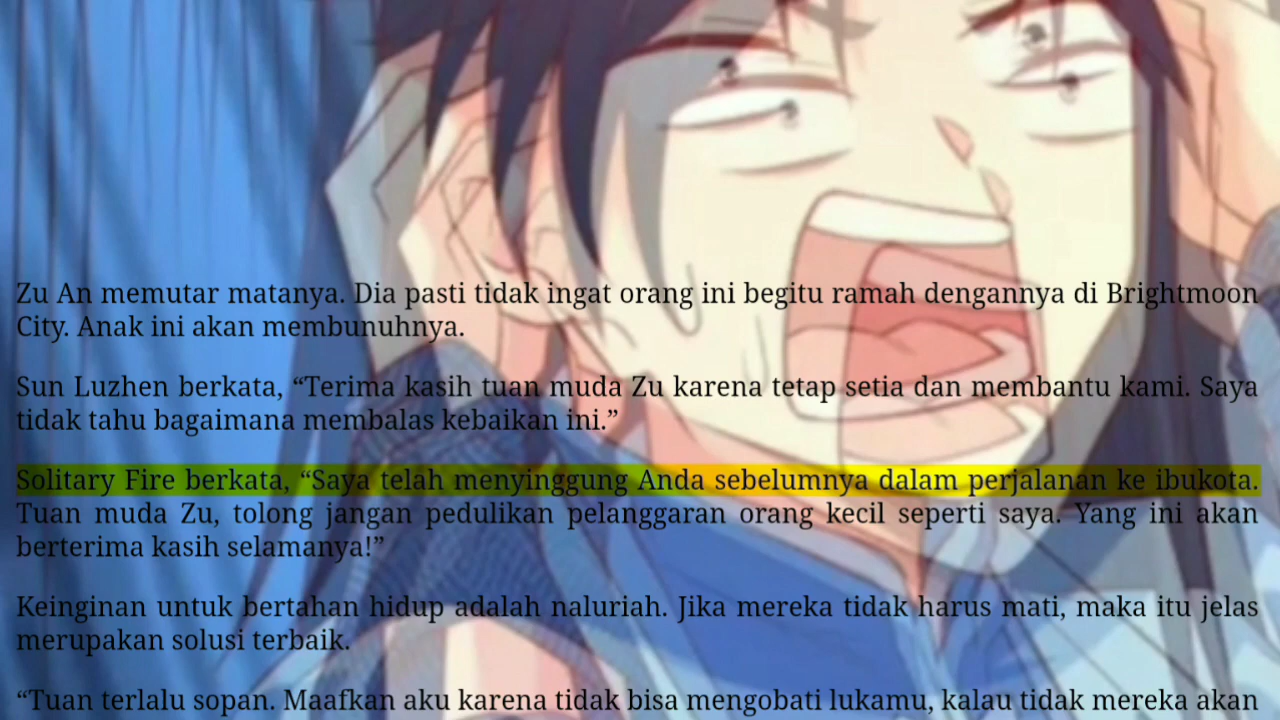 Zu An memutar matanya. Dia pasti tidak ingat orang ini begitu ramah dengannya di Brightmoon
City. Anak ini akan membunuhnya.
Sun Luzhen berkata, “Terima kasih tuan muda Zu karena tetap setia dan membantu kami. Saya
tidak tahu bagaimana membalas kebaikan ini.”
Solitary Fire berkata, “Saya telah menyinggung Anda sebelumnya dalam perjalanan ke ibukota.
Tuan muda Zu, tolong jangan pedulikan pelanggaran orang kecil seperti saya. Yang ini akan
berterima kasih selamanya!”
Keinginan untuk bertahan hidup adalah naluriah. Jika mereka tidak harus mati, maka itu jelas
merupakan solusi terbaik.
“Tuan terlalu sopan. Maafkan aku karena tidak bisa mengobati lukamu, kalau tidak mereka akan